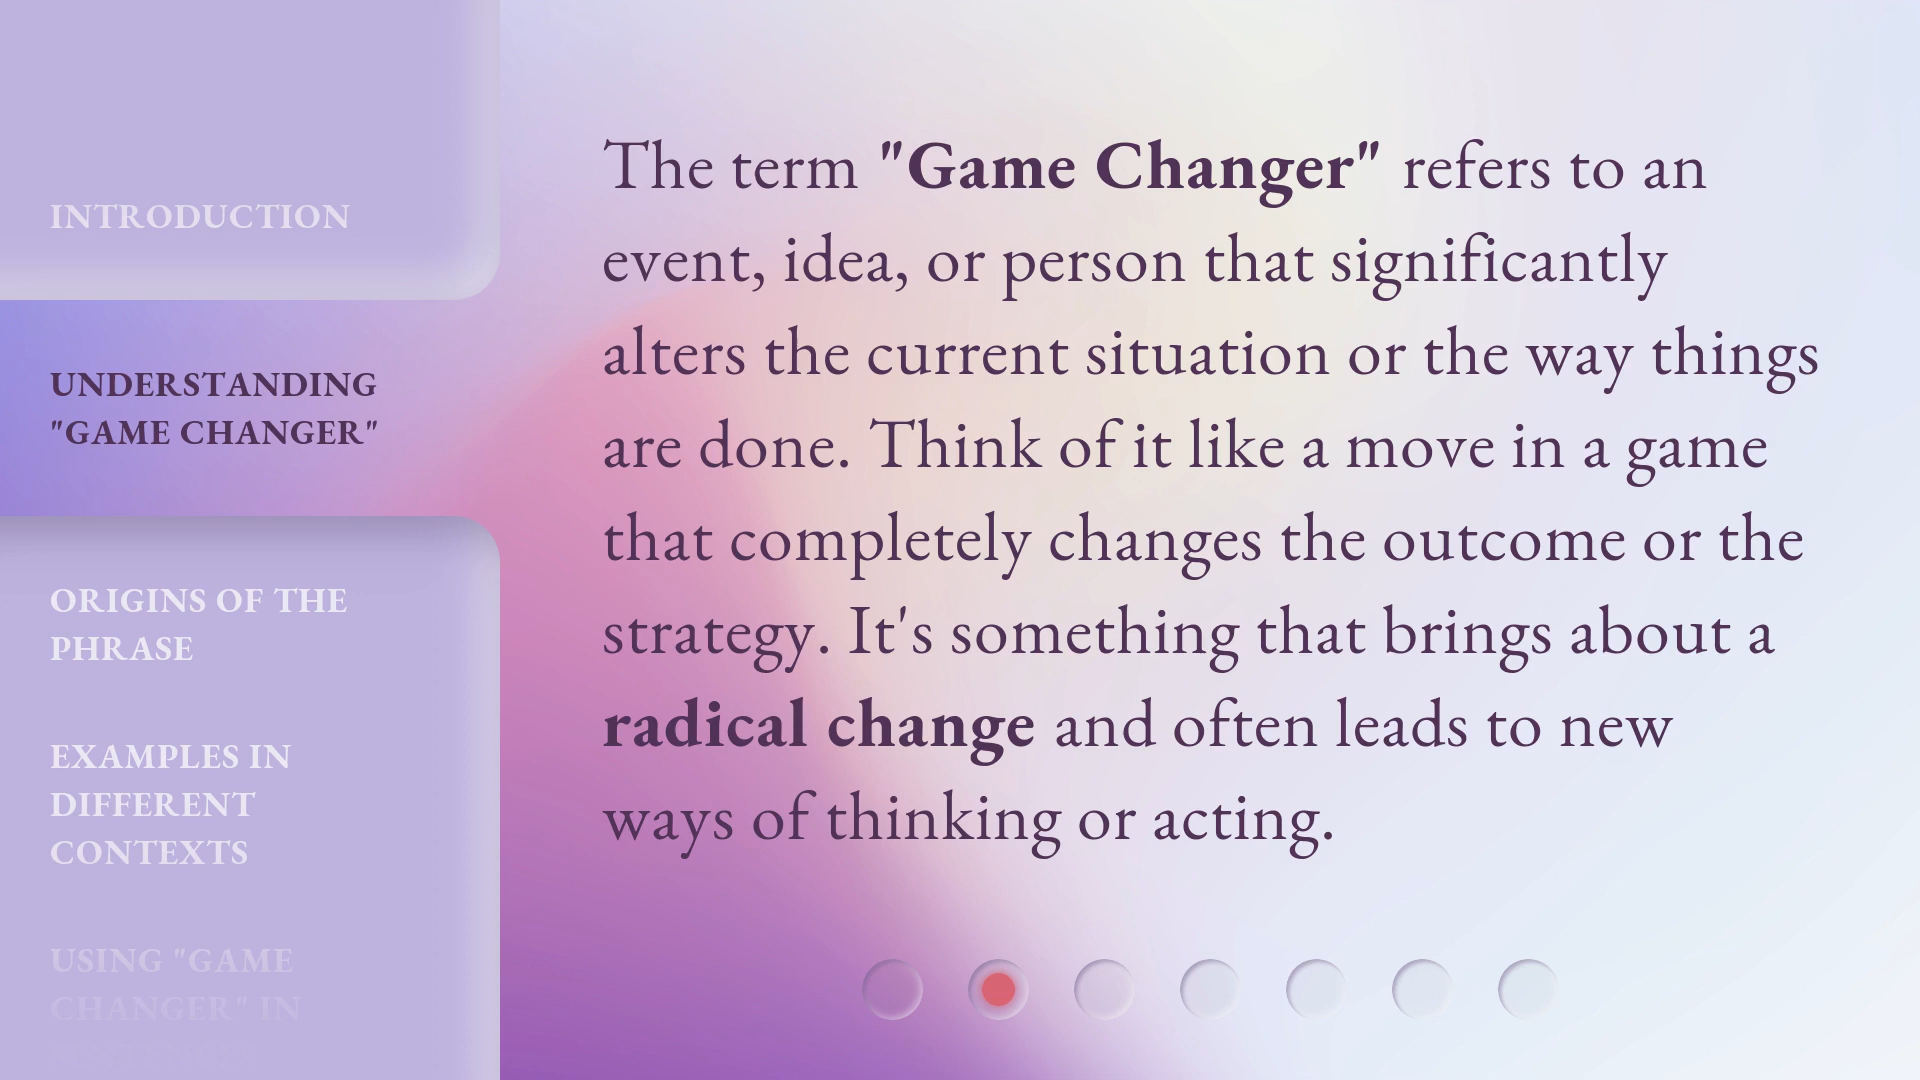 INTRODUCTION
UNDERSTANDING
"GAME CHANGER"
ORIGINS OF THE
PHRASE
EXAMPLES IN
DIFFERENT
CONTEXTS
USING "GAME
CHANGER" IN
The term "Game Changer" refers to an
event, idea, or person that significantly
alters the current situation or the way things
are done. Think of it like a move in a game
that completely changes the outcome or the
strategy. It's something that brings about a
radical change and often leads to new
ways of thinking or acting.